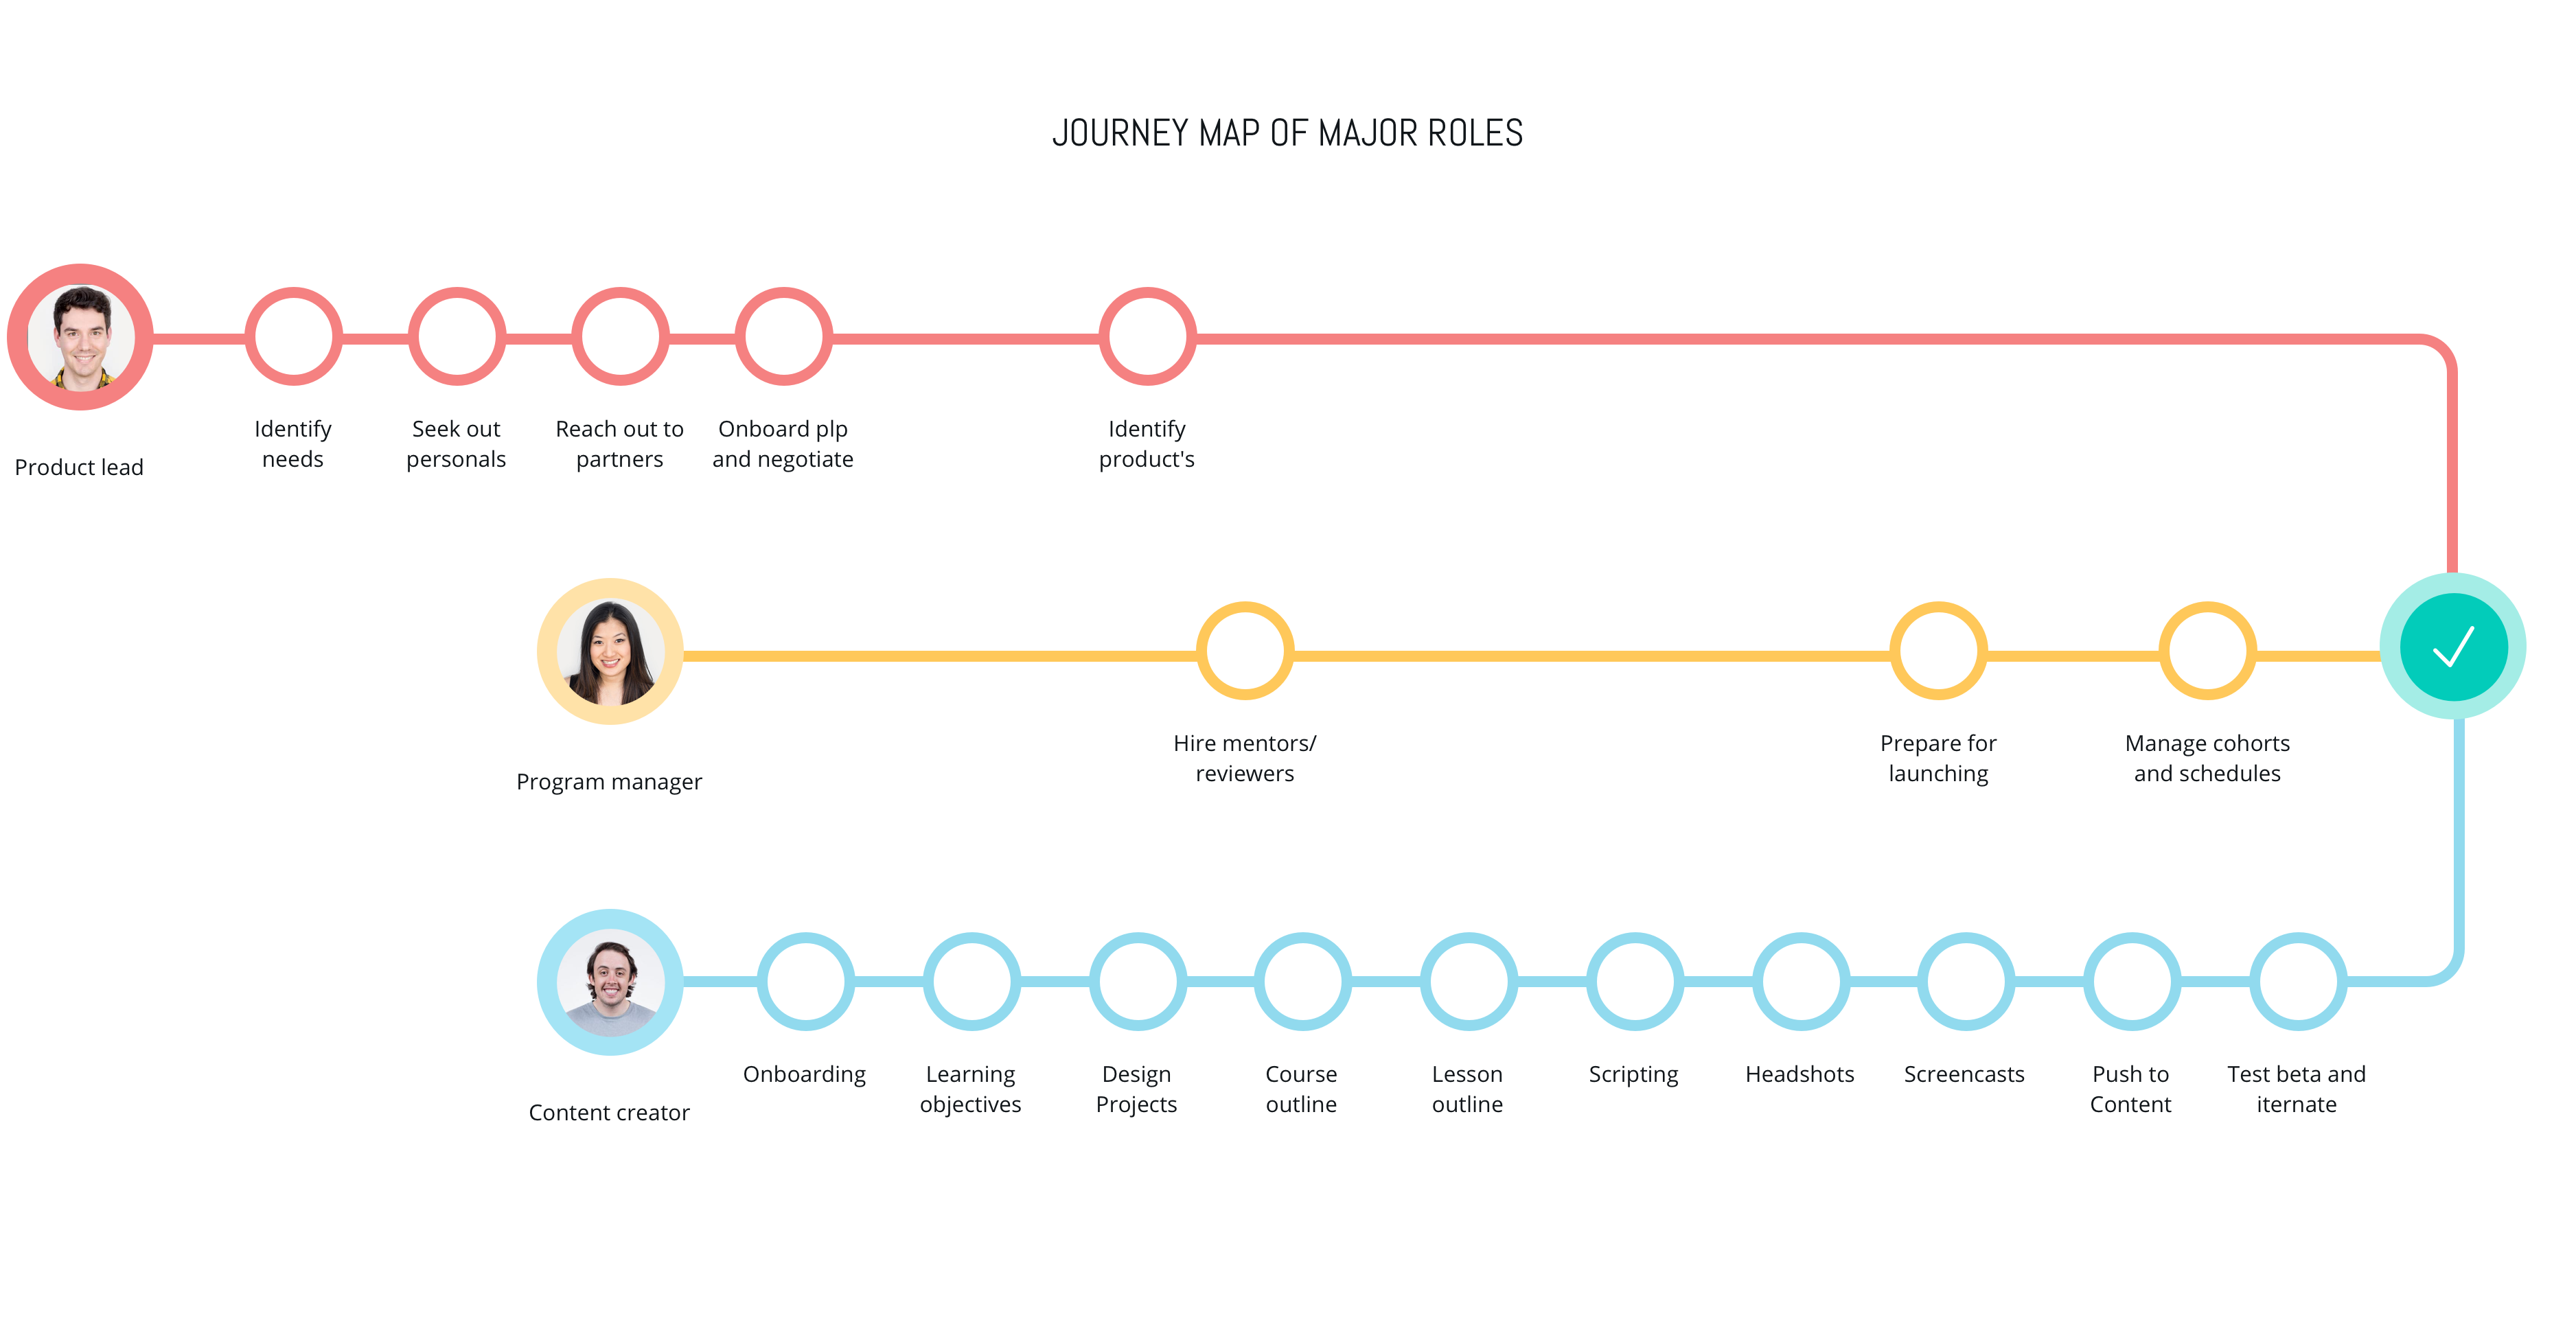 JOURNEY MAP OF MAJOR ROLES
Product lead
Identify
needs
Seek out
personals
Reach out to
partners
Onboard plp
and negotiate
Identify
product's
Program manager
Hire mentors/
reviewers
Prepare for
launching
Manage cohorts
and schedules
Content creator
Onboarding
Learning
objectives
Design
Projects
Course
outline
Lesson
outline
Scripting
Headshots
Screencasts
Push to
Content
Test beta and
iternate